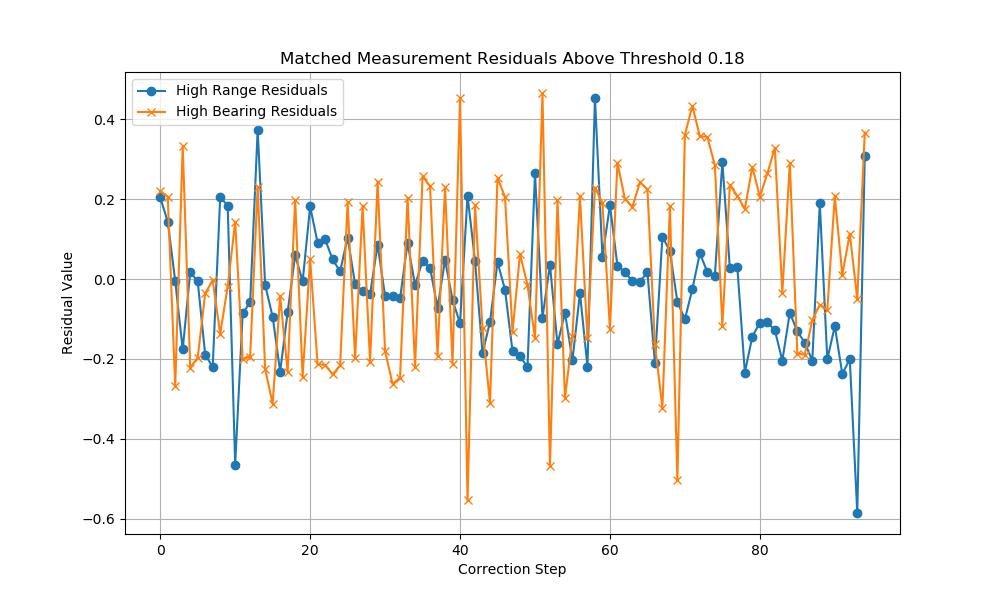 Matched Measurement Residuals Above Threshold 0.18
High Range Residuals
High Bearing Residuals
Residual Value
0.4
0.2
0.0
−0.2
−0.4
−0.6
0 20 40 60 80
Correction Step